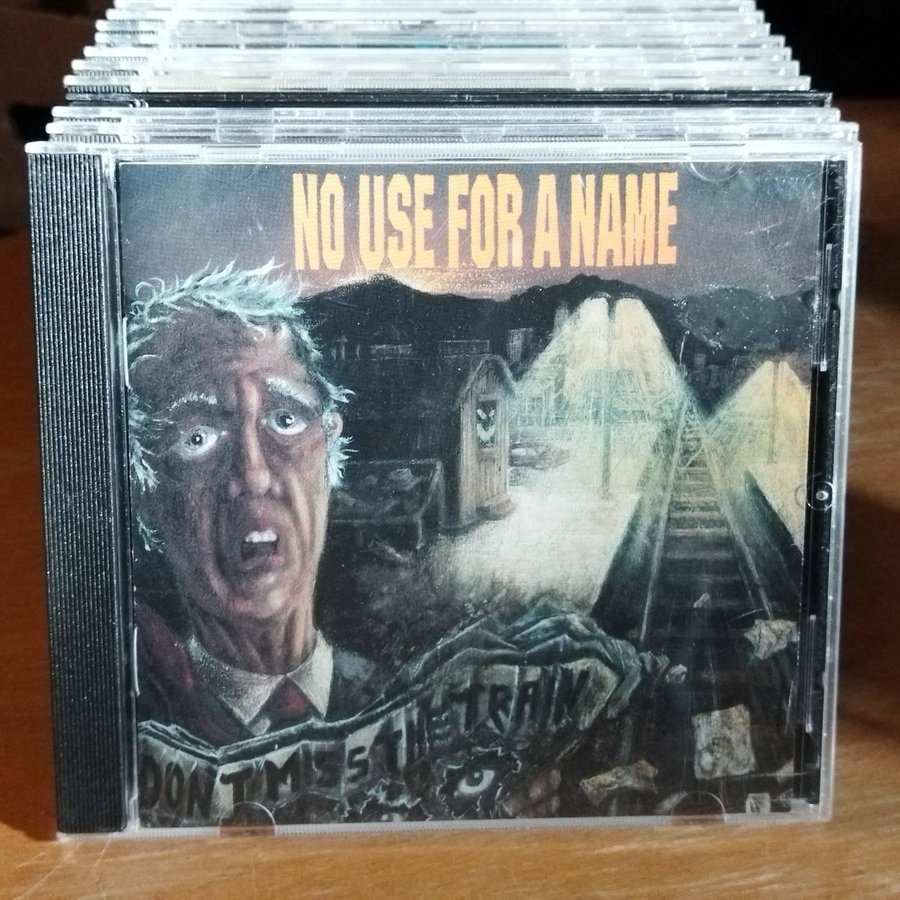 NO USE FOR A NAME
DON'T MISS THE TRAIN